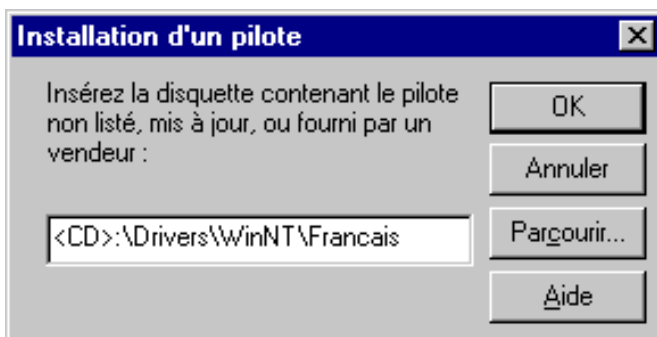 Installation d'un pilote
Insérez la disquette contenant le pilote
non listé, mis à jour, ou fourni par un
vendeur :
<CD>:\Drivers\WinNT\Francais
OK
Annuler
Parcourir...
Aide